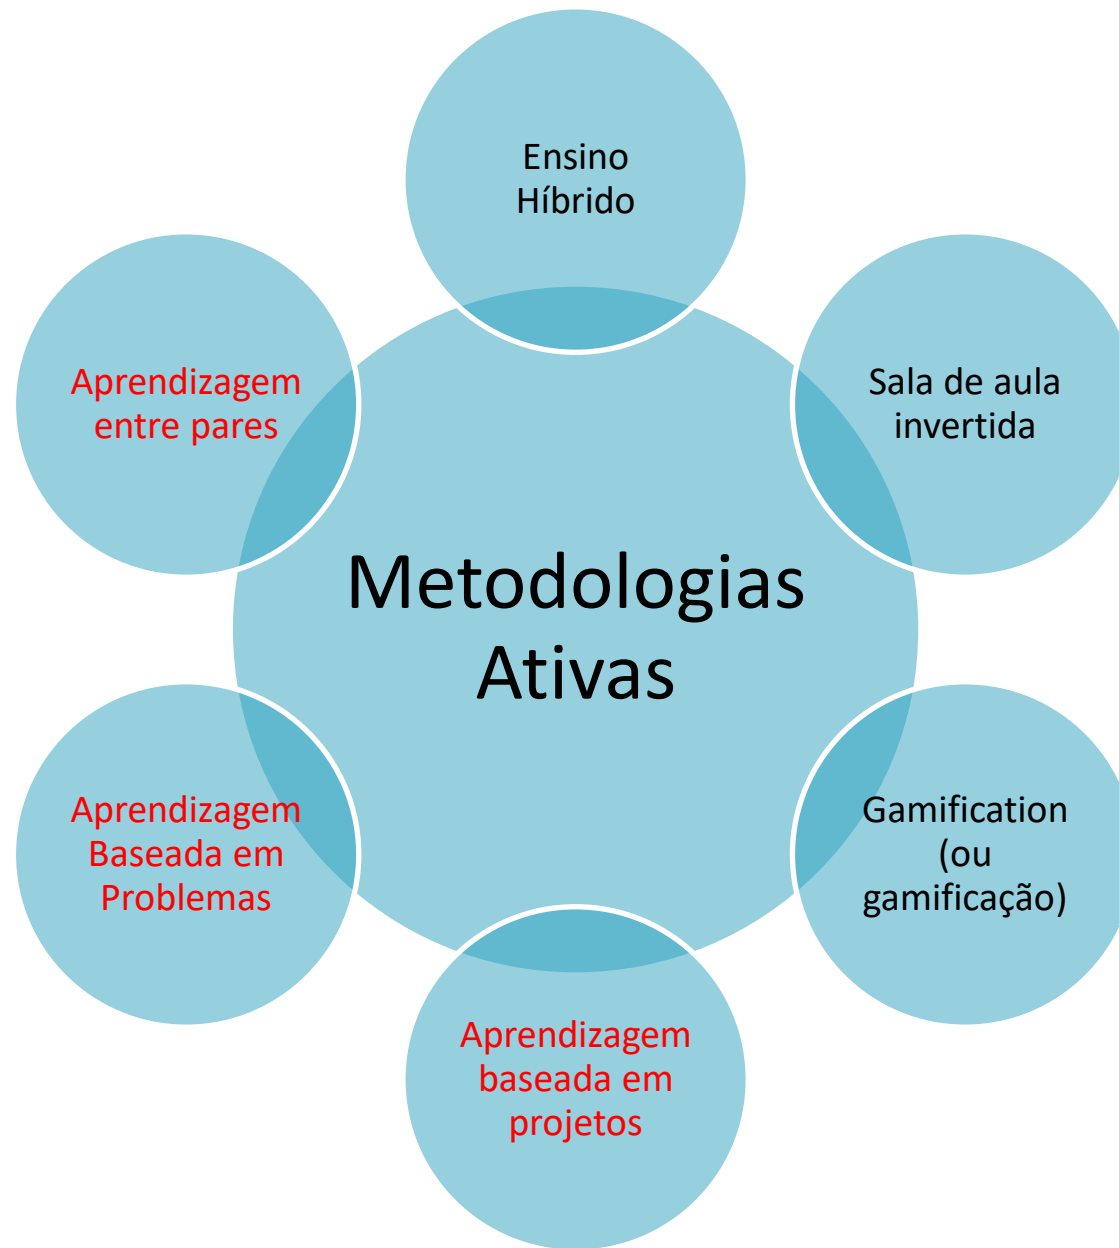 Ensino
Híbrido
Aprendizagem
entre pares
Sala de aula
invertida
Metodologias
Ativas
Aprendizagem
Baseada em
Problemas
Gamification
(ou
gamificação)
Aprendizagem
baseada em
projetos